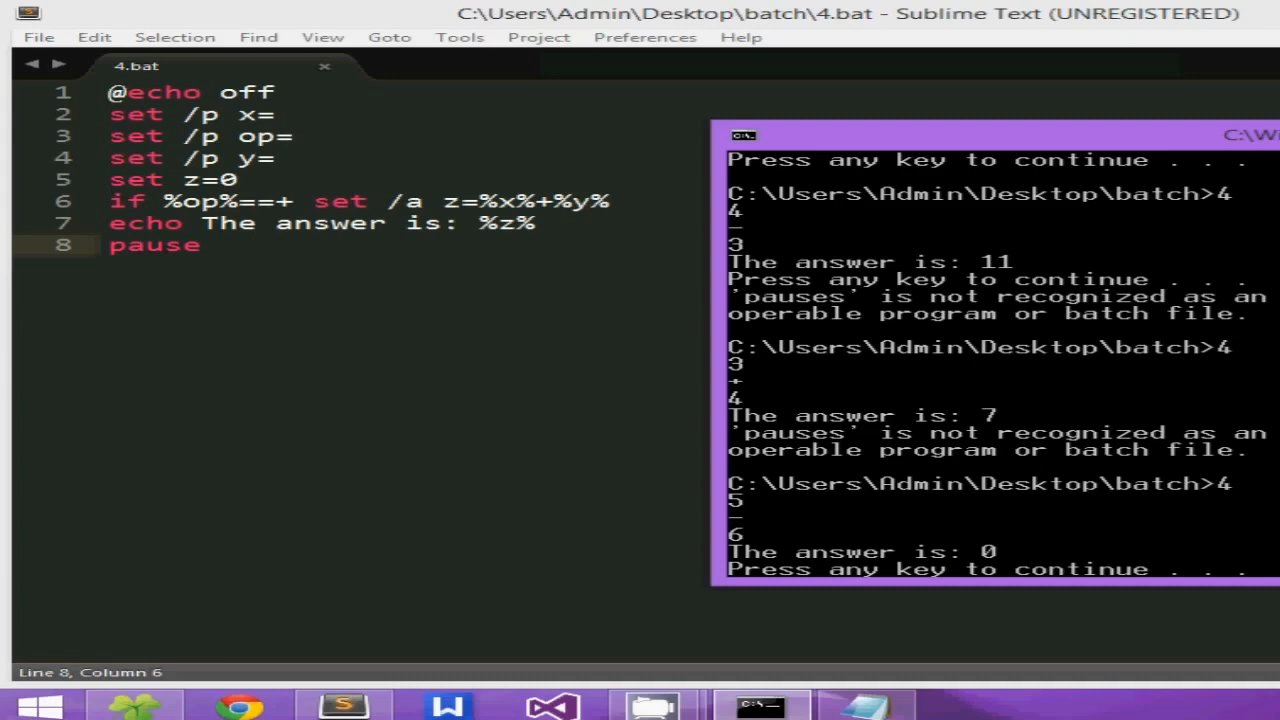 C:\Users\Admin\Desktop\batch\4.bat - Sublime Text (UNREGISTERED)
File Edit Selection Find View Goto Tools Project Preferences Help
4.bat
1 @echo off
2 set /p x=
3 set /p op=
4 set /p y=
5 set z=0
6 if %op%==+ set /a z=%x%+%y%
7 echo The answer is: %z%
8 pause
C:\Wi
Press any key to continue . . .
C:\Users\Admin\Desktop\batch>4
4
-
3
The answer is: 11
Press any key to continue . . .
'pauses' is not recognized as an
operable program or batch file.
C:\Users\Admin\Desktop\batch>4
3
+
4
The answer is: 7
'pauses' is not recognized as an
operable program or batch file.
C:\Users\Admin\Desktop\batch>4
5
-
6
The answer is: 0
Press any key to continue . . .
Line 8, Column 6